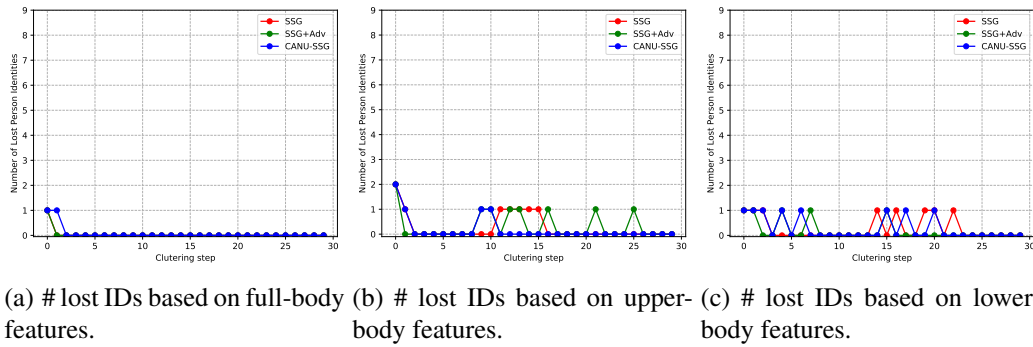 9
8
7
6
5
4
3
2
1
0
Number of Lost Person Identities
0 5 10 15 20 25 30
Clutering step
SSG
SSG+Adv
CANU-SSG
9
8
7
6
5
4
3
2
1
0
Number of Lost Person Identities
0 5 10 15 20 25 30
Clutering step
SSG
SSG+Adv
CANU-SSG
9
8
7
6
5
4
3
2
1
0
Number of Lost Person Identities
0 5 10 15 20 25 30
Clutering step
SSG
SSG+Adv
CANU-SSG
(a) # lost IDs based on full-body
features.
(b) # lost IDs based on upper-
body features.
(c) # lost IDs based on lower
body features.